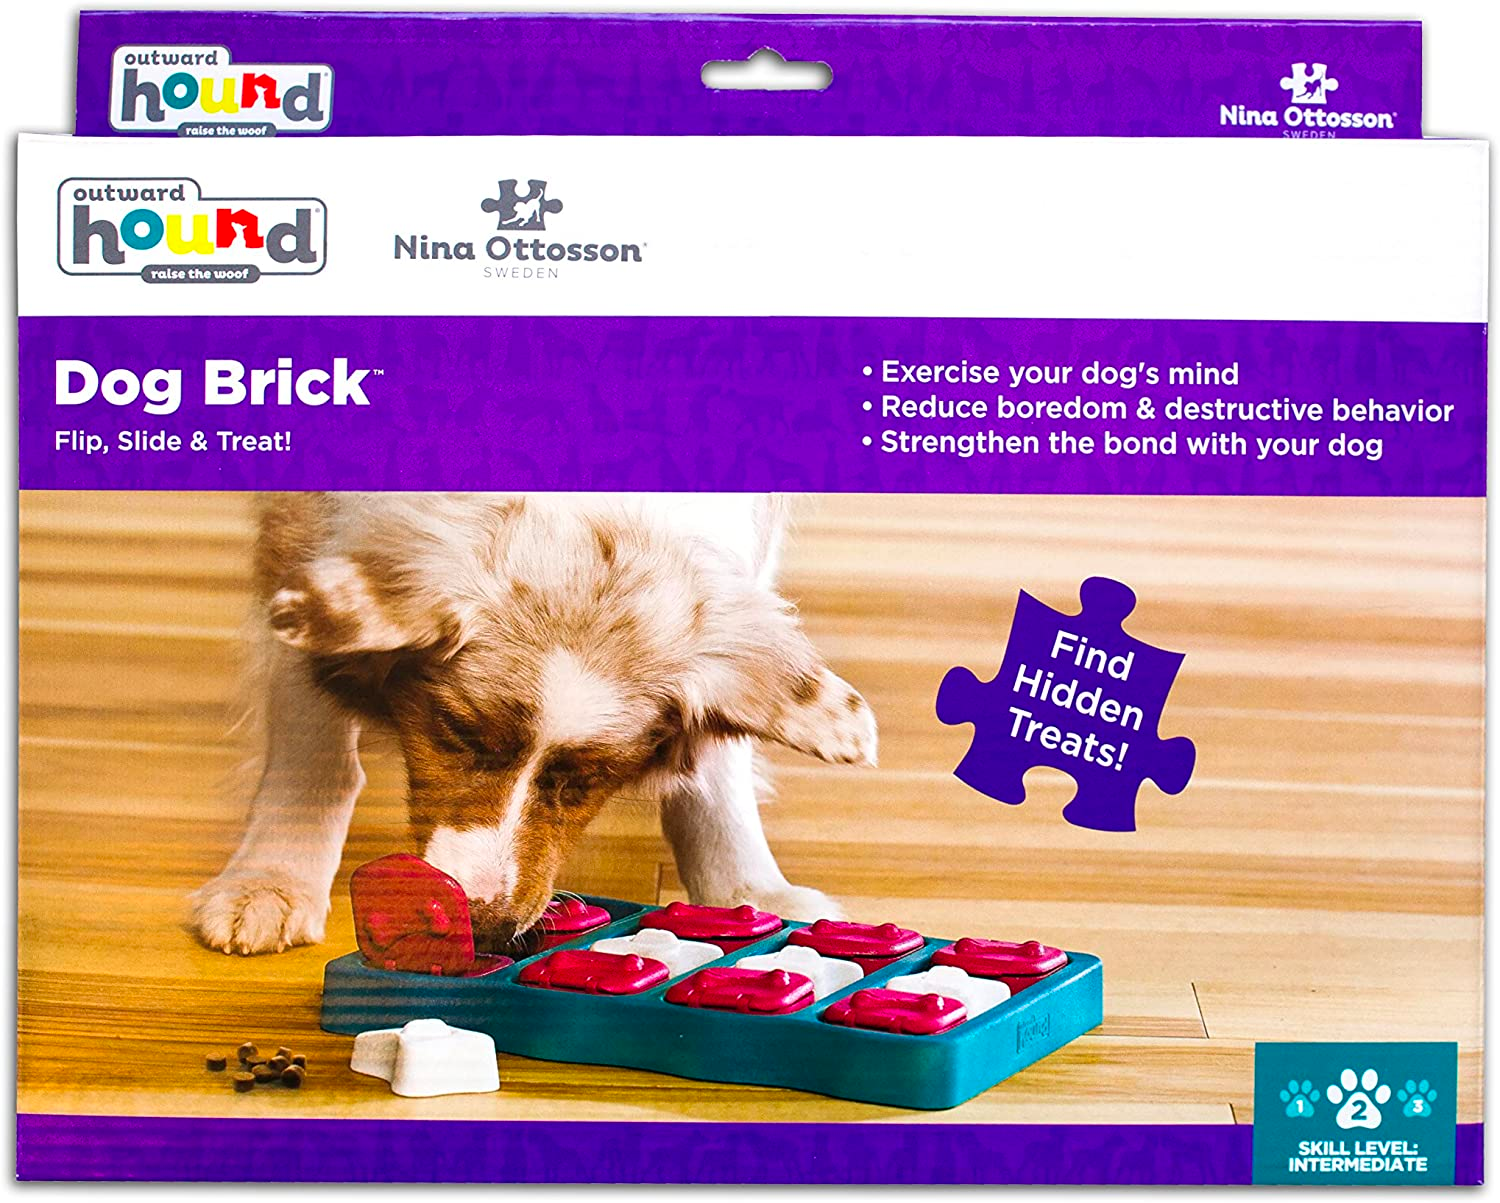 outward
hound
raise the woof
Nina Ottosson
SWEDEN
outward
hound®
raise the woof
Nina Ottosson®
SWEDEN
Dog Brick™
Flip, Slide & Treat!
• Exercise your dog's mind
• Reduce boredom & destructive behavior
• Strengthen the bond with your dog
Find
Hidden
Treats!
1 2 3
SKILL LEVEL:
INTERMEDIATE